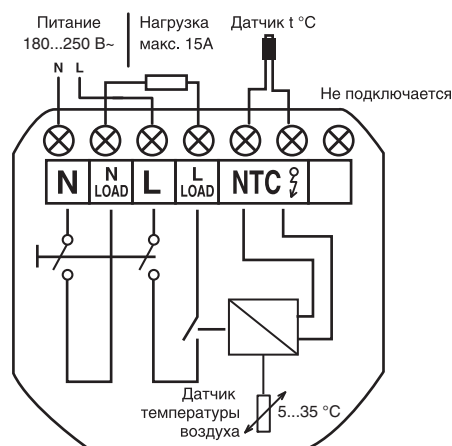 Питание
180...250 В~
Нагрузка
макс. 15А
Датчик t °C
N L
Не подключается
N
N
LOAD
L
L
LOAD
NTC
Датчик
температуры
воздуха
5...35 °C